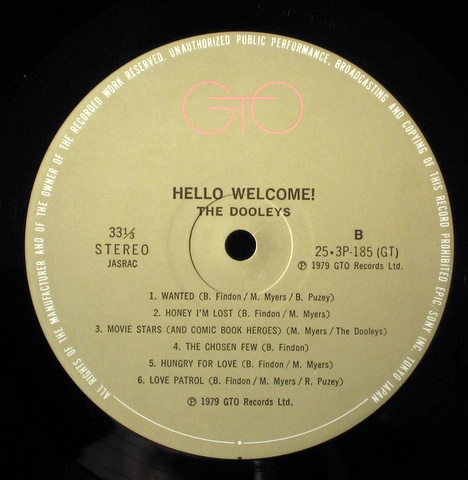 ALL RIGHTS OF THE MANUFACTURER AND OF THE OWNER OF THE RECORDED WORK RESERVED. UNAUTHORIZED PUBLIC PERFORMANCE, BROADCASTING AND COPYING OF THIS RECORD PROHIBITED EPIC SONY INC. TOKYO JAPAN
GTO
HELLO WELCOME!
THE DOOLEYS
33⅓
STEREO
JASRAC
B
25・3P-185 (GT)
℗ 1979 GTO Records Ltd.
1. WANTED (B. Findon / M. Myers / B. Puzey)
2. HONEY I'M LOST (B. Findon / M. Myers)
3. MOVIE STARS (AND COMIC BOOK HEROES) (M. Myers / The Dooleys)
4. THE CHOSEN FEW (B. Findon)
5. HUNGRY FOR LOVE (B. Findon / M. Myers)
6. LOVE PATROL (B. Findon / M. Myers / R. Puzey)
℗ 1979 GTO Records Ltd.